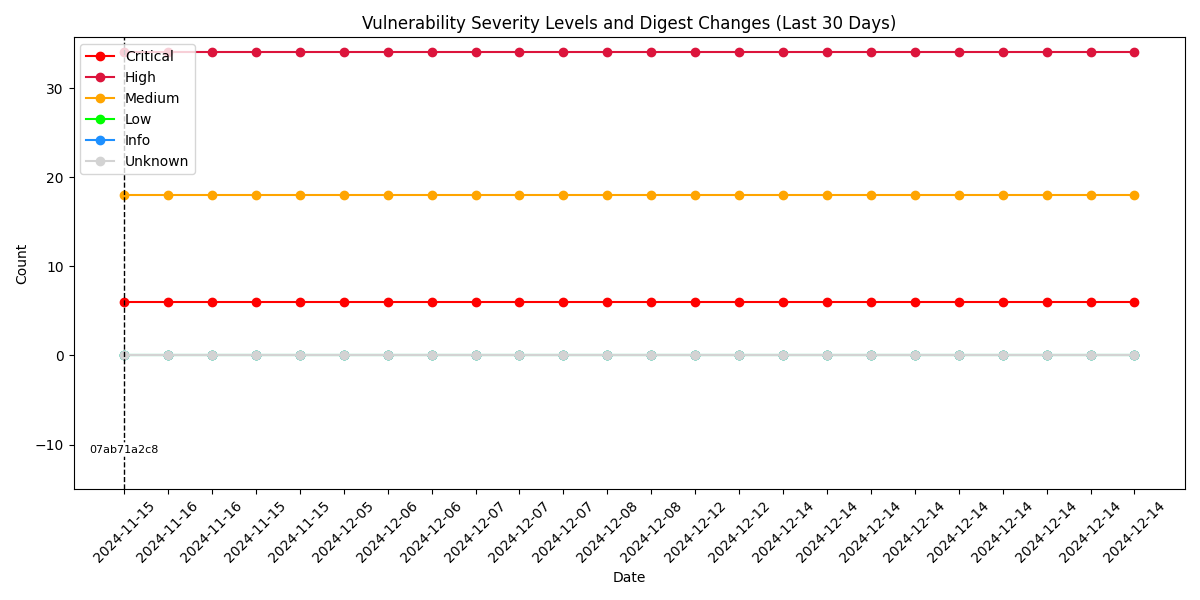 Vulnerability Severity Levels and Digest Changes (Last 30 Days)
Critical
High
Medium
Low
Info
Unknown
Count
30
20
10
0
−10
07ab71a2c8
2024-11-15
2024-11-16
2024-11-16
2024-11-15
2024-11-15
2024-12-05
2024-12-06
2024-12-06
2024-12-07
2024-12-07
2024-12-07
2024-12-08
2024-12-08
2024-12-12
2024-12-12
2024-12-14
2024-12-14
2024-12-14
2024-12-14
2024-12-14
2024-12-14
2024-12-14
2024-12-14
2024-12-14
Date